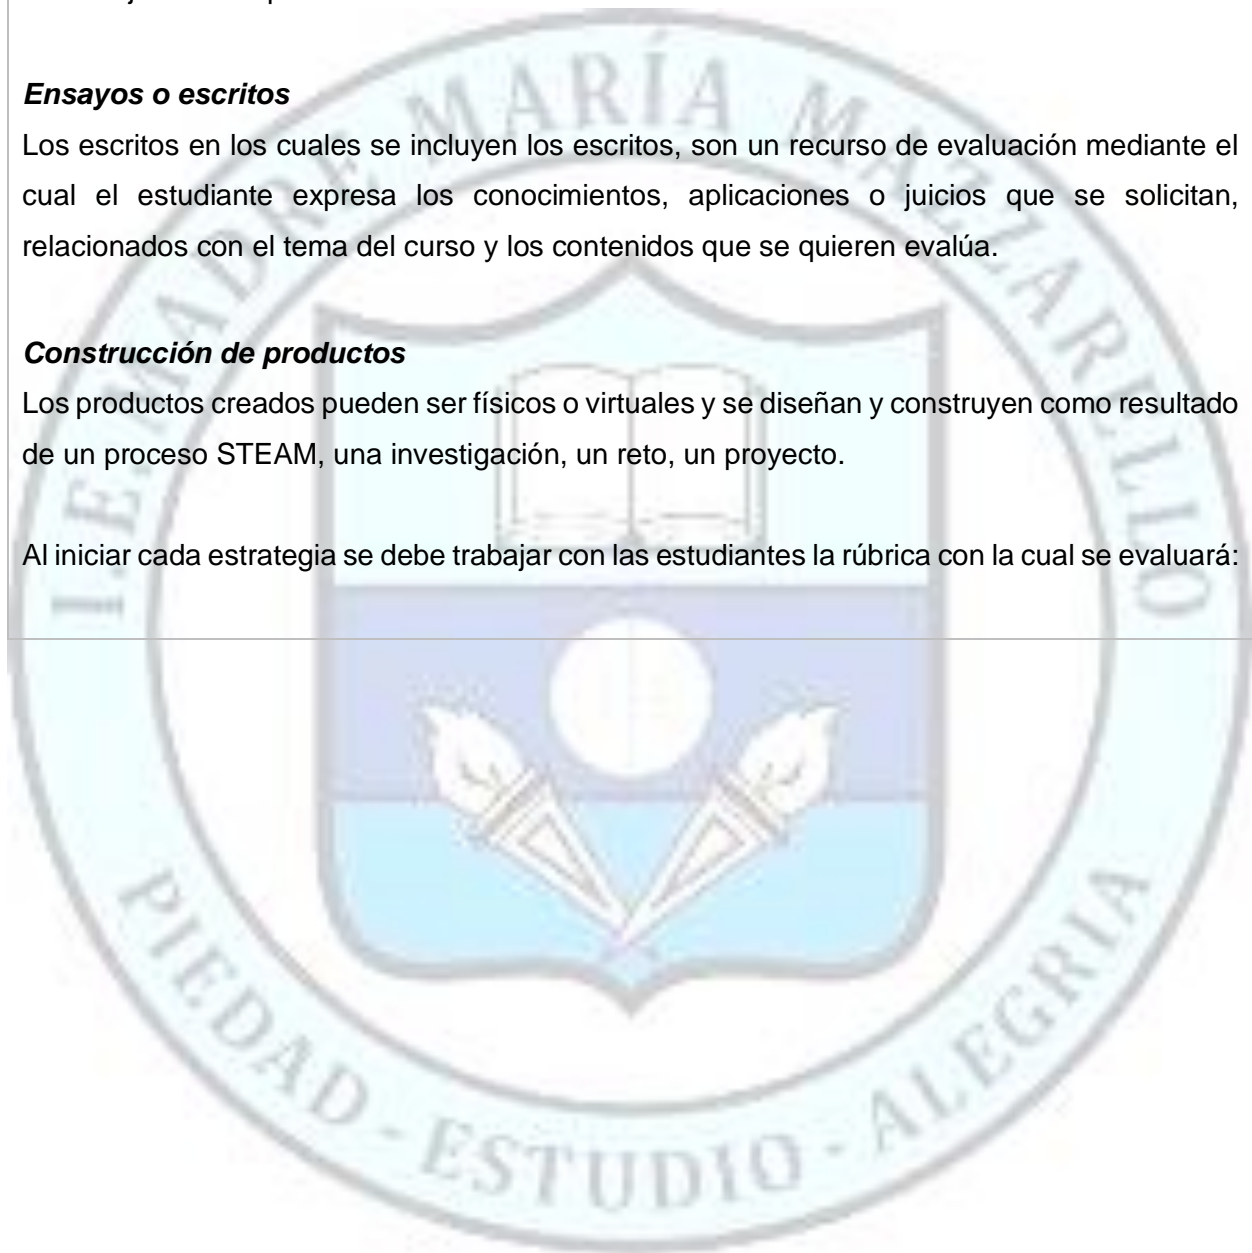 Ensayos o escritos
Los escritos en los cuales se incluyen los escritos, son un recurso de evaluación mediante el
cual el estudiante expresa los conocimientos, aplicaciones o juicios que se solicitan,
relacionados con el tema del curso y los contenidos que se quieren evalúa.
Construcción de productos
Los productos creados pueden ser físicos o virtuales y se diseñan y construyen como resultado
de un proceso STEAM, una investigación, un reto, un proyecto.
Al iniciar cada estrategia se debe trabajar con las estudiantes la rúbrica con la cual se evaluará:
I.E. MADRE MARÍA MAZZARELLO
PIEDAD - ESTUDIO - ALEGRIA